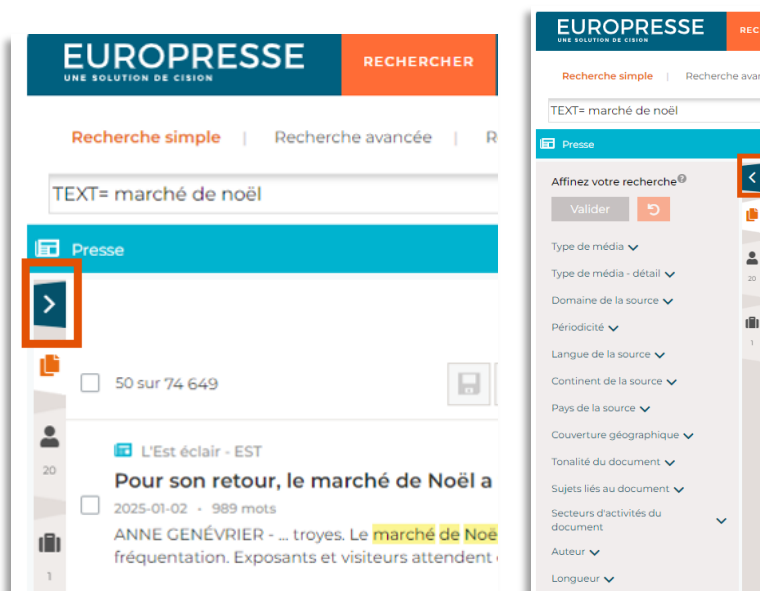 EUROPRESSE
UNE SOLUTION DE CISION
RECHERCHER
Recherche simple | Recherche avancée | R
TEXT= marché de noël
Presse
50 sur 74 649
20
1
L'Est éclair - EST
Pour son retour, le marché de Noël a
2025-01-02 - 989 mots
ANNE GENÉVRIER - ... troyes. Le marché de Noë
fréquentation. Exposants et visiteurs attendent
EUROPRESSE
UNE SOLUTION DE CISION
REC
Recherche simple | Recherche avan
TEXT= marché de noël
Presse
Affinez votre recherche
Valider
Type de média
Type de média - détail
Domaine de la source
Périodicité
Langue de la source
Continent de la source
Pays de la source
Couverture géographique
Tonalité du document
Sujets liés au document
Secteurs d'activités du
document
Auteur
Longueur
20
1